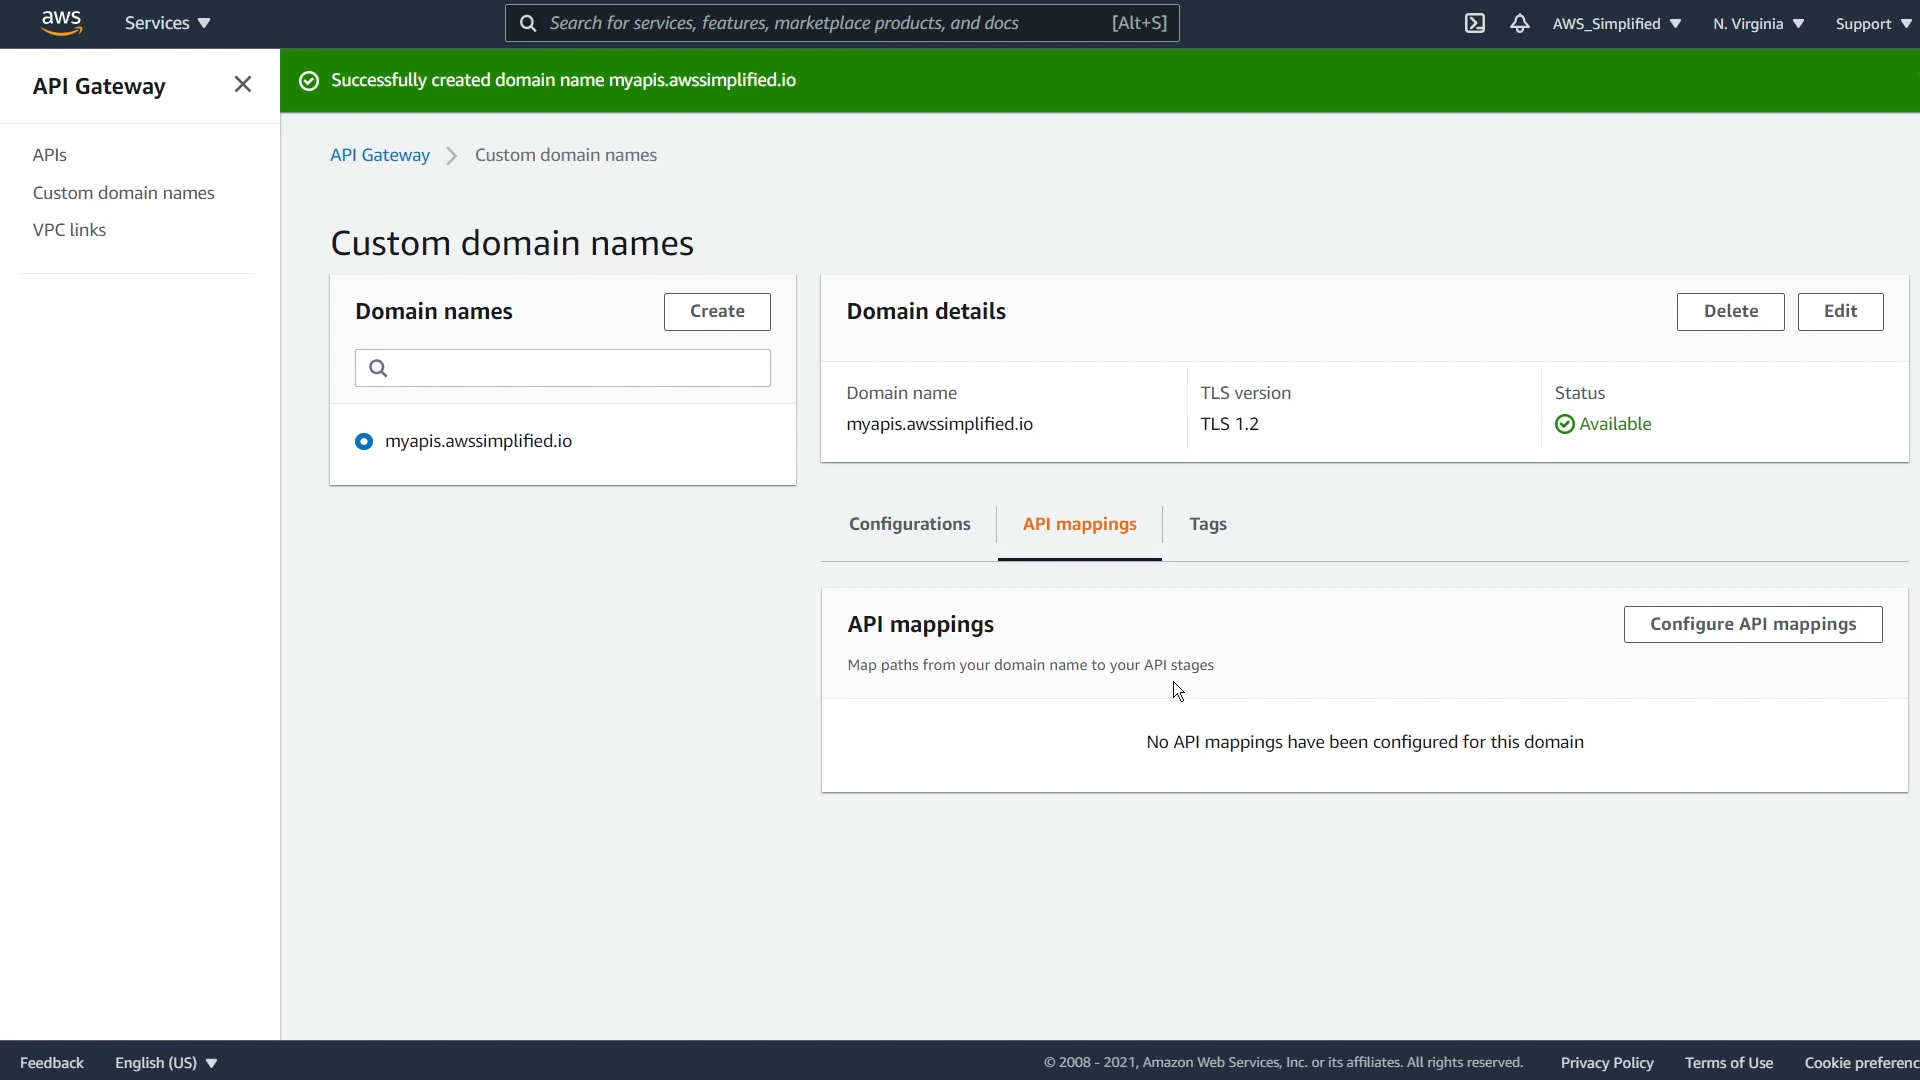 aws
Services
Search for services, features, marketplace products, and docs [Alt+S]
AWS_Simplified
N. Virginia
Support
API Gateway
Successfully created domain name myapis.awssimplified.io
APIs
Custom domain names
VPC links
API Gateway > Custom domain names
Custom domain names
Domain names
Create
myapis.awssimplified.io
Domain details
Delete
Edit
Domain name
myapis.awssimplified.io
TLS version
TLS 1.2
Status
Available
Configurations
API mappings
Tags
API mappings
Configure API mappings
Map paths from your domain name to your API stages
No API mappings have been configured for this domain
Feedback
English (US)
© 2008 - 2021, Amazon Web Services, Inc. or its affiliates. All rights reserved.
Privacy Policy
Terms of Use
Cookie preferenc